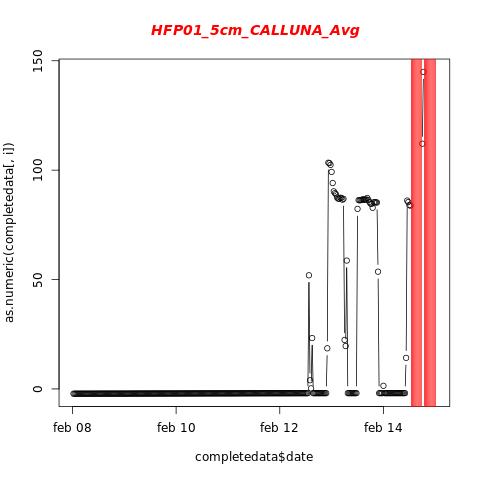 HFP01_5cm_CALLUNA_Avg
as.numeric(completedata[, i])
150
100
50
0
feb 08 feb 10 feb 12 feb 14
completedata$date